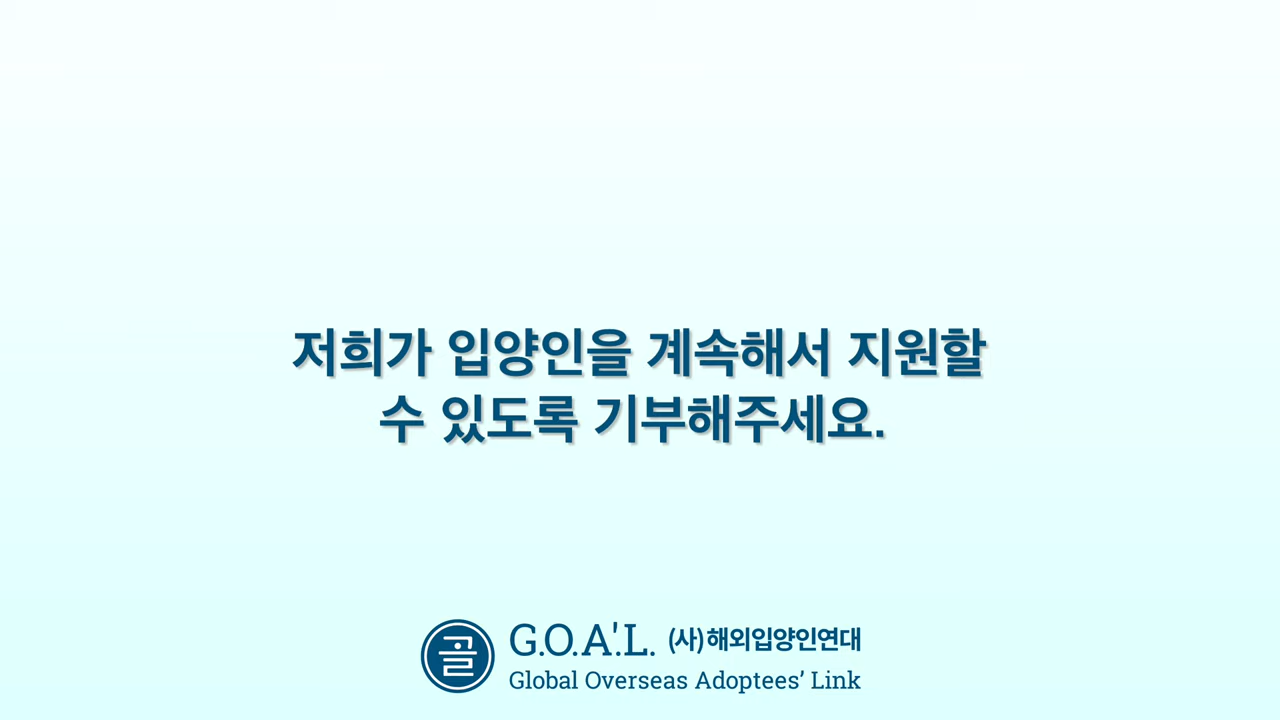 저희가 입양인을 계속해서 지원할
수 있도록 기부해주세요.
골 G.O.A'.L. (사)해외입양인연대
Global Overseas Adoptees’ Link